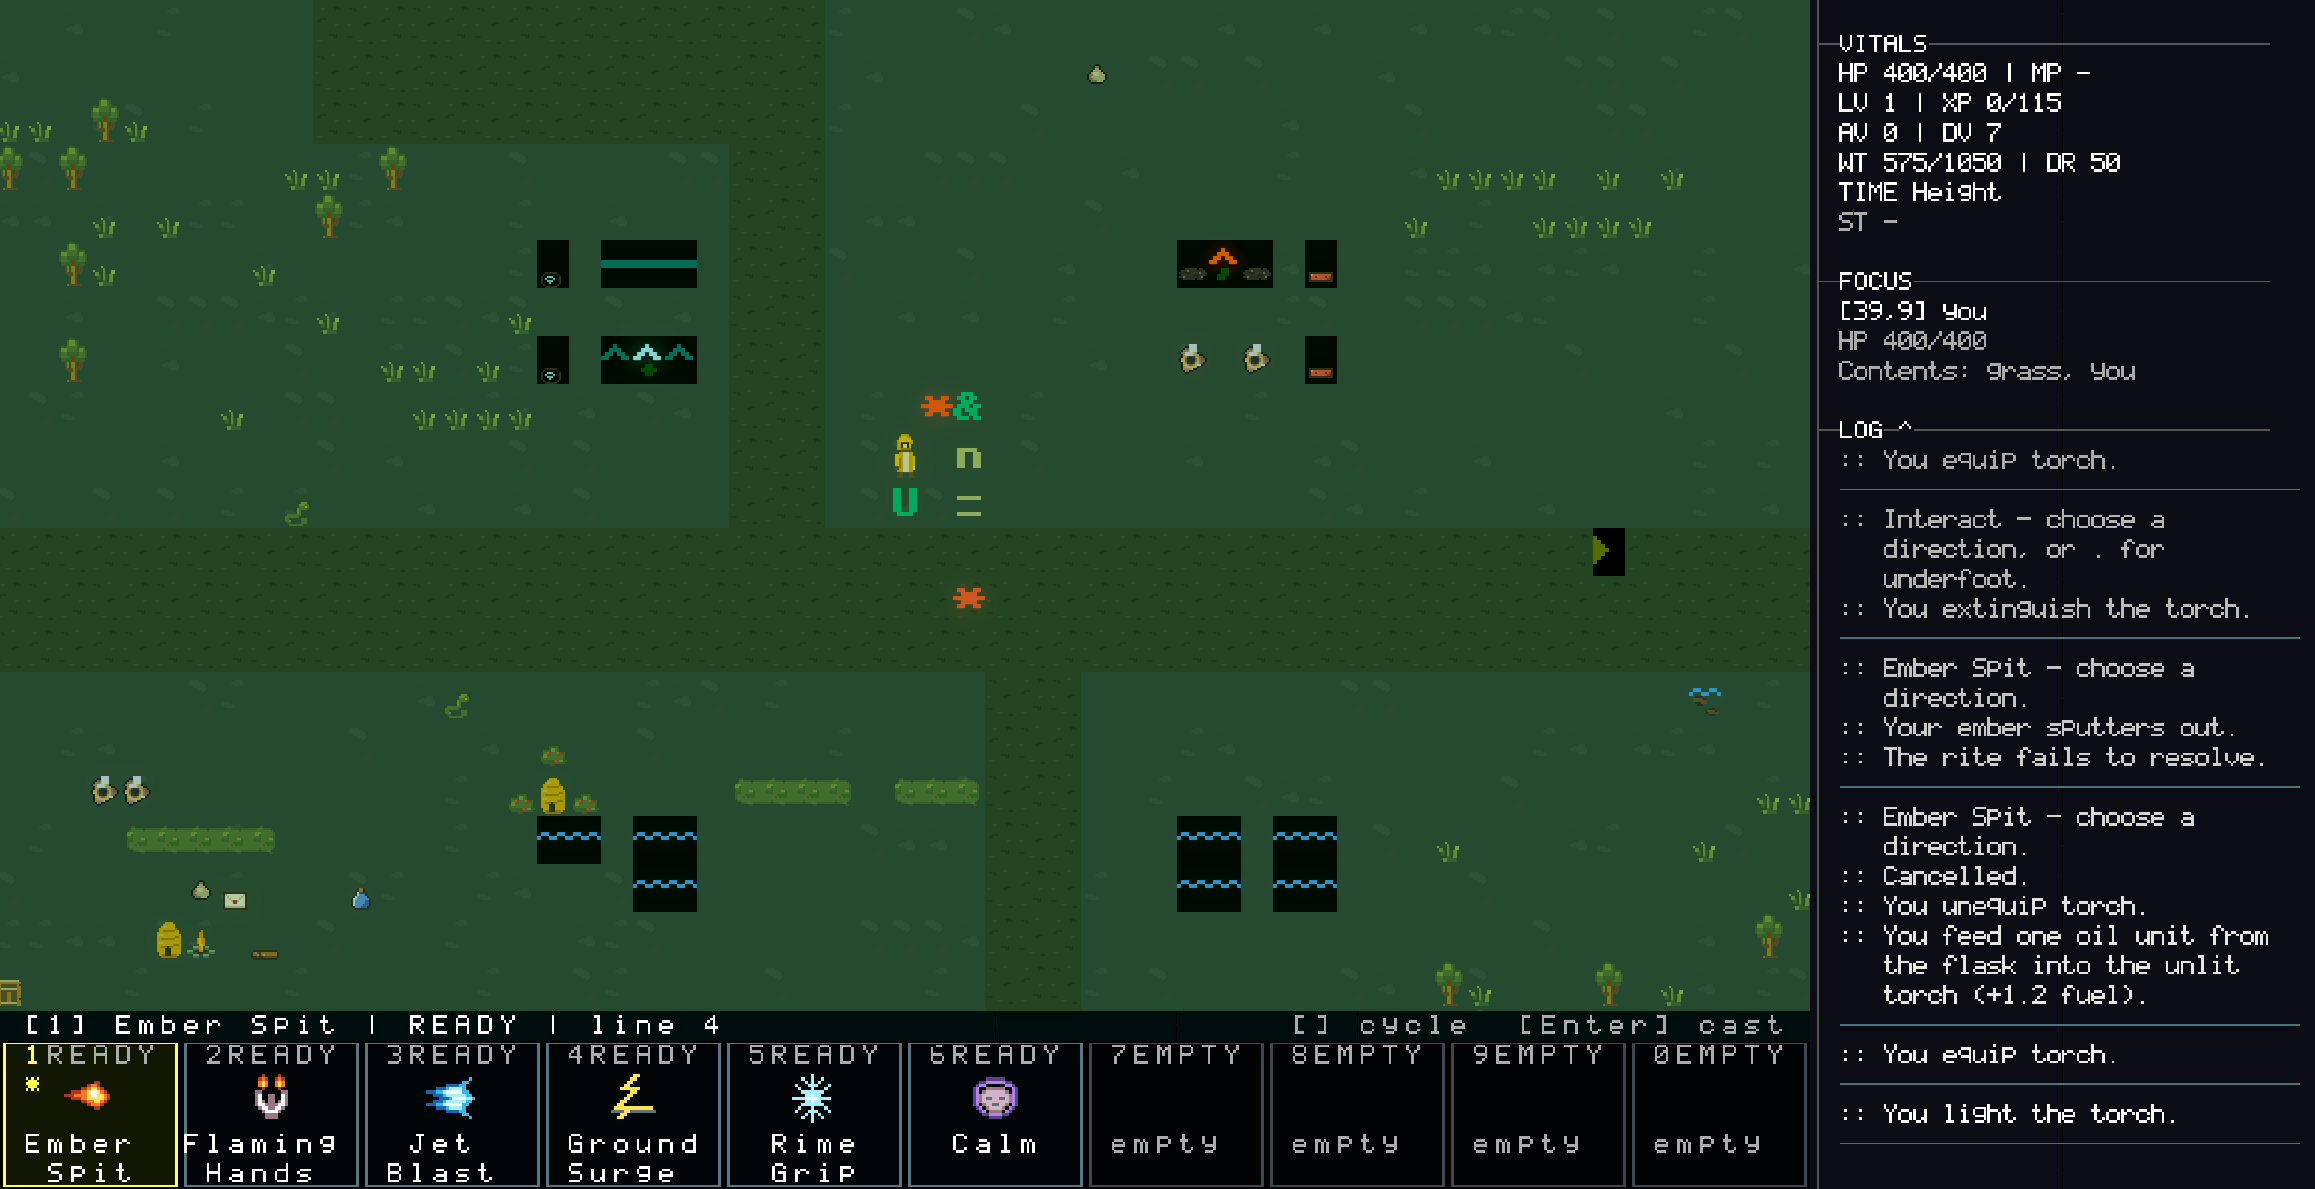 VITALS
HP 400/400 | MP -
LV 1 | XP 0/115
AV 0 | DV 7
WT 575/1050 | DR 50
TIME Height
ST -
FOCUS
[39,9] you
HP 400/400
Contents: grass, You
LOG ^
:: You equip torch.
:: Interact - choose a
direction, or . for
underfoot.
:: You extinguish the torch.
:: Ember Spit - choose a
direction.
:: Your ember sputters out.
:: The rite fails to resolve.
:: Ember Spit - choose a
direction.
:: Cancelled.
:: You unequip torch.
:: You feed one oil unit from
the flask into the unlit
torch (+1.2 fuel).
:: You equip torch.
:: You light the torch.
&
n
U =
[1] Ember Spit | READY | line 4 [] cycle [Enter] cast
1READY 2READY 3READY 4READY 5READY 6READY 7EMPTY 8EMPTY 9EMPTY 0EMPTY
Ember Flaming Jet Ground Rime Calm empty empty empty empty
Spit Hands Blast Surge Grip